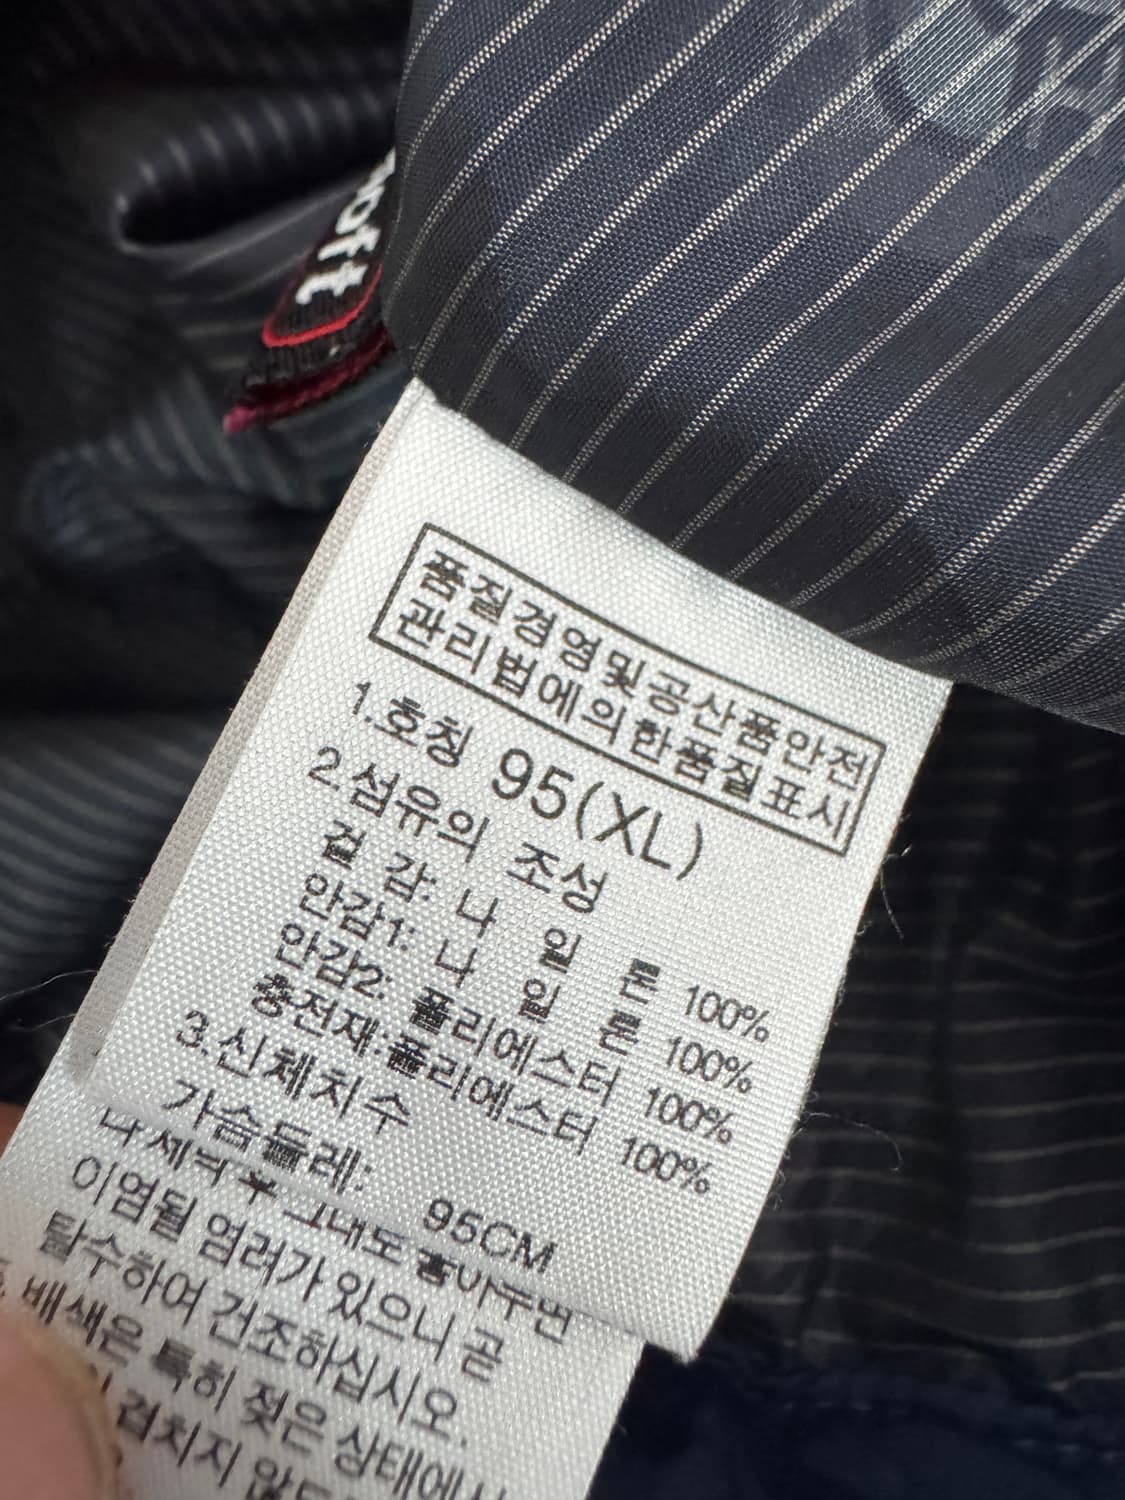 oft
품질경영및공산품안전
관리법에의한품질표시
1.호칭 95(XL)
2.섬유의 조성
겉 감: 나 일 론 100%
안감1: 나 일 론 100%
안감2: 폴리에스터 100%
충전재:폴리에스터 100%
3.신체치수
가슴둘레: 95CM
이염될 염려가 있으니 곧
탈수하여 건조하십시오.
배색은 특히 젖은 상태에서
겹치지